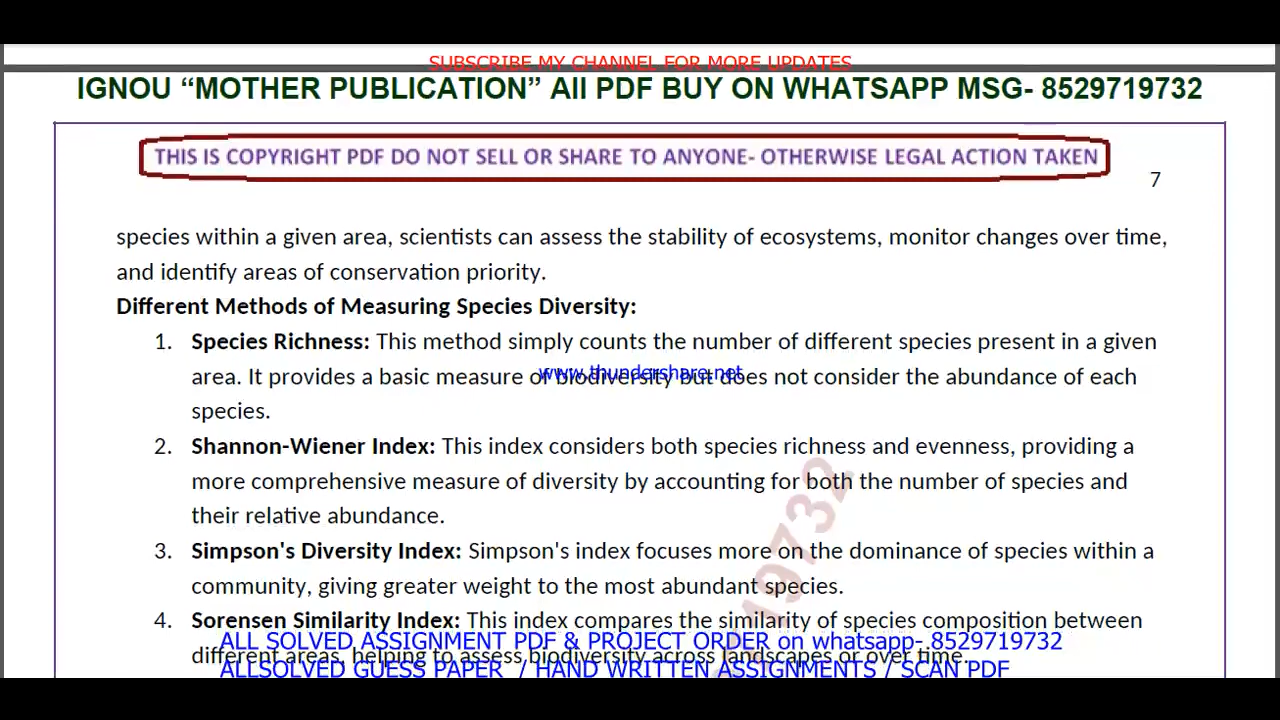 SUBSCRIBE MY CHANNEL FOR MORE UPDATES
IGNOU “MOTHER PUBLICATION” All PDF BUY ON WHATSAPP MSG- 8529719732
THIS IS COPYRIGHT PDF DO NOT SELL OR SHARE TO ANYONE- OTHERWISE LEGAL ACTION TAKEN
7
species within a given area, scientists can assess the stability of ecosystems, monitor changes over time,
and identify areas of conservation priority.
Different Methods of Measuring Species Diversity:
1. Species Richness: This method simply counts the number of different species present in a given
www.thundershare.net
area. It provides a basic measure of biodiversity but does not consider the abundance of each
species.
2. Shannon-Wiener Index: This index considers both species richness and evenness, providing a
more comprehensive measure of diversity by accounting for both the number of species and
their relative abundance.
19732
3. Simpson's Diversity Index: Simpson's index focuses more on the dominance of species within a
community, giving greater weight to the most abundant species.
4. Sorensen Similarity Index: This index compares the similarity of species composition between
ALL SOLVED ASSIGNMENT PDF & PROJECT ORDER on whatsapp- 8529719732
different areas, helping to assess biodiversity across landscapes or over time.
ALLSOLVED GUESS PAPER / HAND WRITTEN ASSIGNMENTS / SCAN PDF